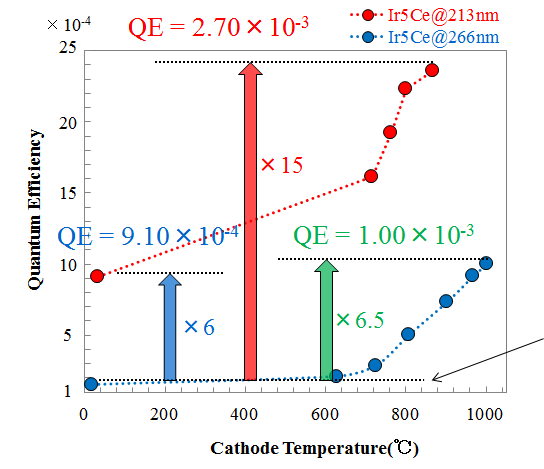 × 10-4
QE = 2.70 × 10-3
Ir5Ce@213nm
Ir5Ce@266nm
25
20
15
10
5
1
Quantum Efficiency
× 15
QE = 9.10 × 10-4
QE = 1.00 × 10-3
× 6
× 6.5
0
200
400
600
800
1000
Cathode Temperature(℃)